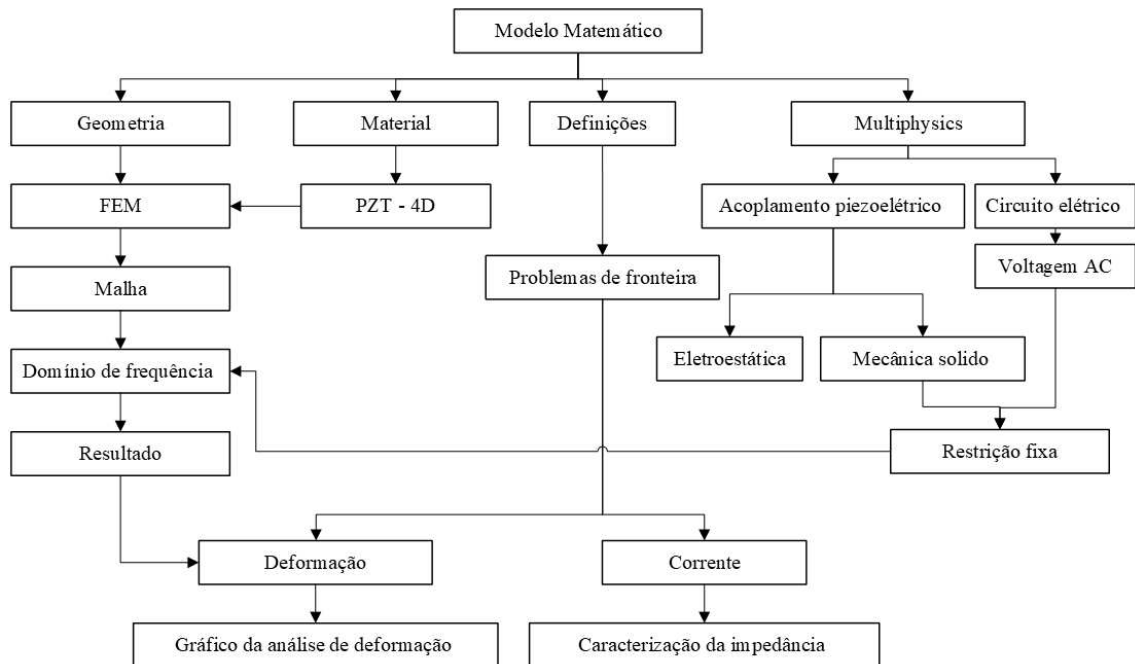 Modelo Matemático
Geometria
Material
Definições
Multiphysics
FEM
PZT - 4D
Acoplamento piezoelétrico
Circuito elétrico
Problemas de fronteira
Voltagem AC
Malha
Eletroestática
Mecânica solido
Domínio de frequência
Resultado
Restrição fixa
Deformação
Corrente
Gráfico da análise de deformação
Caracterização da impedância